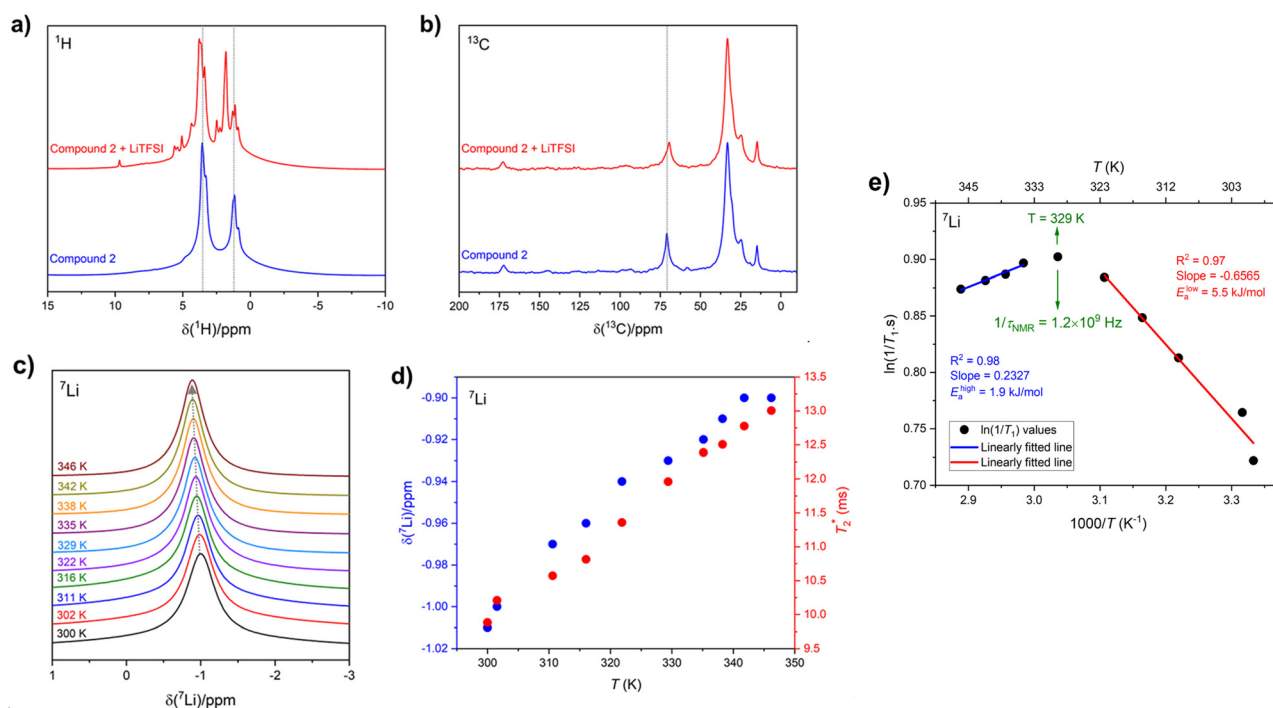 a)
¹H
Compound 2 + LiTFSI
Compound 2
15 10 5 0 -5 -10
δ(¹H)/ppm
b)
¹³C
Compound 2 + LiTFSI
Compound 2
200 175 150 125 100 75 50 25 0
δ(¹³C)/ppm
c)
⁷Li
346 K
342 K
338 K
335 K
329 K
322 K
316 K
311 K
302 K
300 K
1 0 -1 -2 -3
δ(⁷Li)/ppm
d)
⁷Li
δ(⁷Li)/ppm
-0.90
-0.92
-0.94
-0.96
-0.98
-1.00
-1.02
13.5
13.0
12.5
12.0
11.5
11.0
10.5
10.0
9.5
T₂* (ms)
300 310 320 330 340 350
T (K)
e)
T (K)
345 333 323 312 303
⁷Li
T = 329 K
1/τNMR = 1.2×10⁹ Hz
R² = 0.97
Slope = -0.6565
Eₐˡᵒʷ = 5.5 kJ/mol
R² = 0.98
Slope = 0.2327
Eₐʰⁱᵍʰ = 1.9 kJ/mol
ln(1/T₁) values
Linearly fitted line
Linearly fitted line
ln(1/T₁.s)
0.95
0.90
0.85
0.80
0.75
0.70
2.9 3.0 3.1 3.2 3.3
1000/T (K⁻¹)